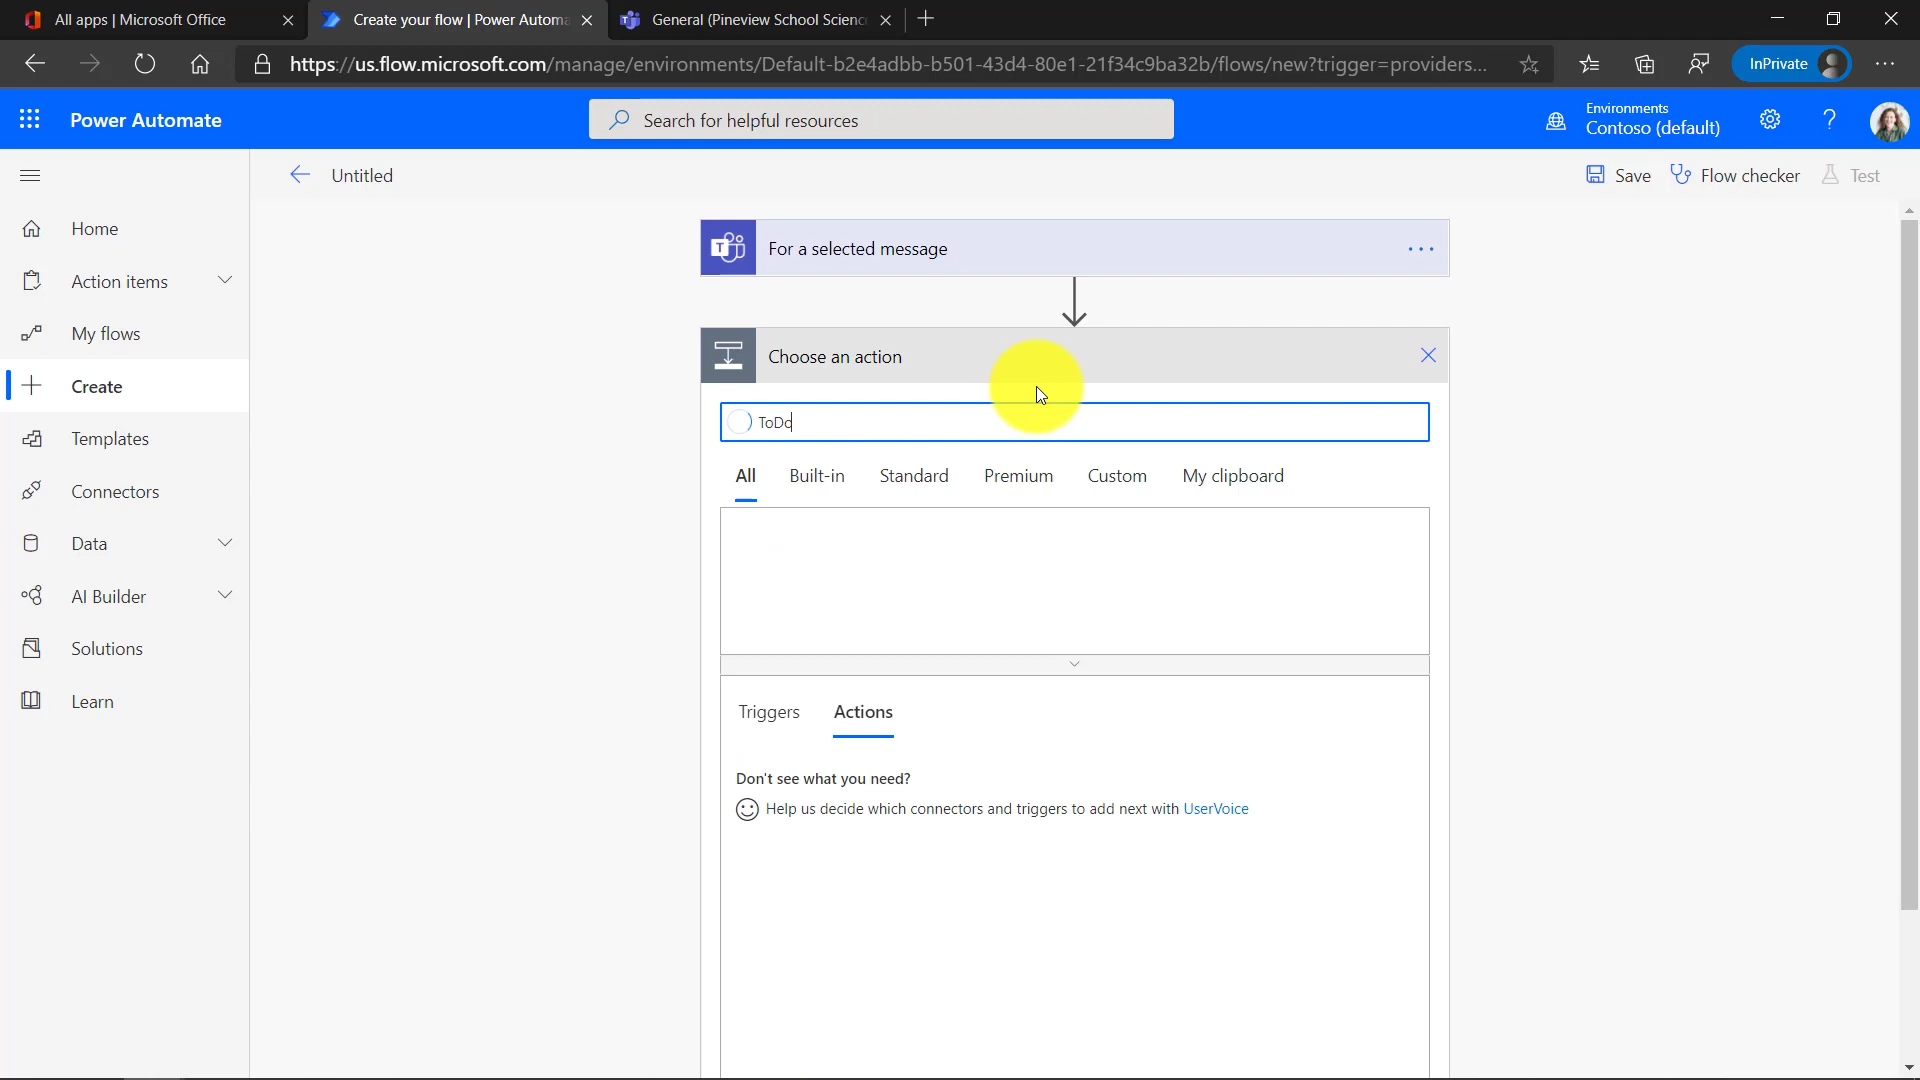 All apps | Microsoft Office
Create your flow | Power Autom
General (Pineview School Scienc
https://us.flow.microsoft.com/manage/environments/Default-b2e4adbb-b501-43d4-80e1-21f34c9ba32b/flows/new?trigger=providers...
InPrivate
Power Automate
Search for helpful resources
Environments
Contoso (default)
Untitled
Save
Flow checker
Test
Home
Action items
My flows
Create
Templates
Connectors
Data
AI Builder
Solutions
Learn
For a selected message
Choose an action
ToDo
All
Built-in
Standard
Premium
Custom
My clipboard
Triggers
Actions
Don't see what you need?
Help us decide which connectors and triggers to add next with UserVoice